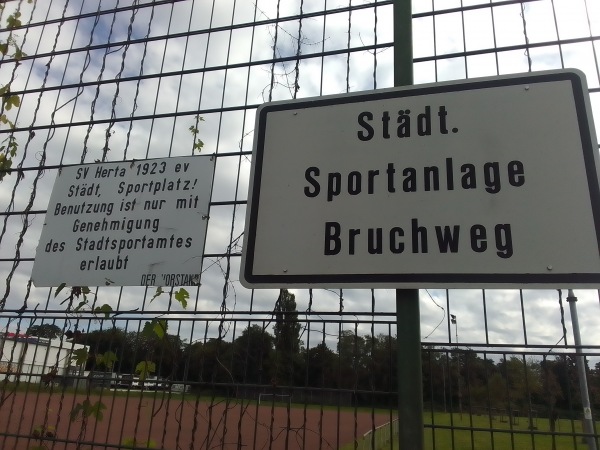 SV Herta 1923 ev
Städt, Sportplatz!
Benutzung ist nur mit
Genehmigung
des Stadtsportamtes
erlaubt
DER VORSTAND
Städt.
Sportanlage
Bruchweg